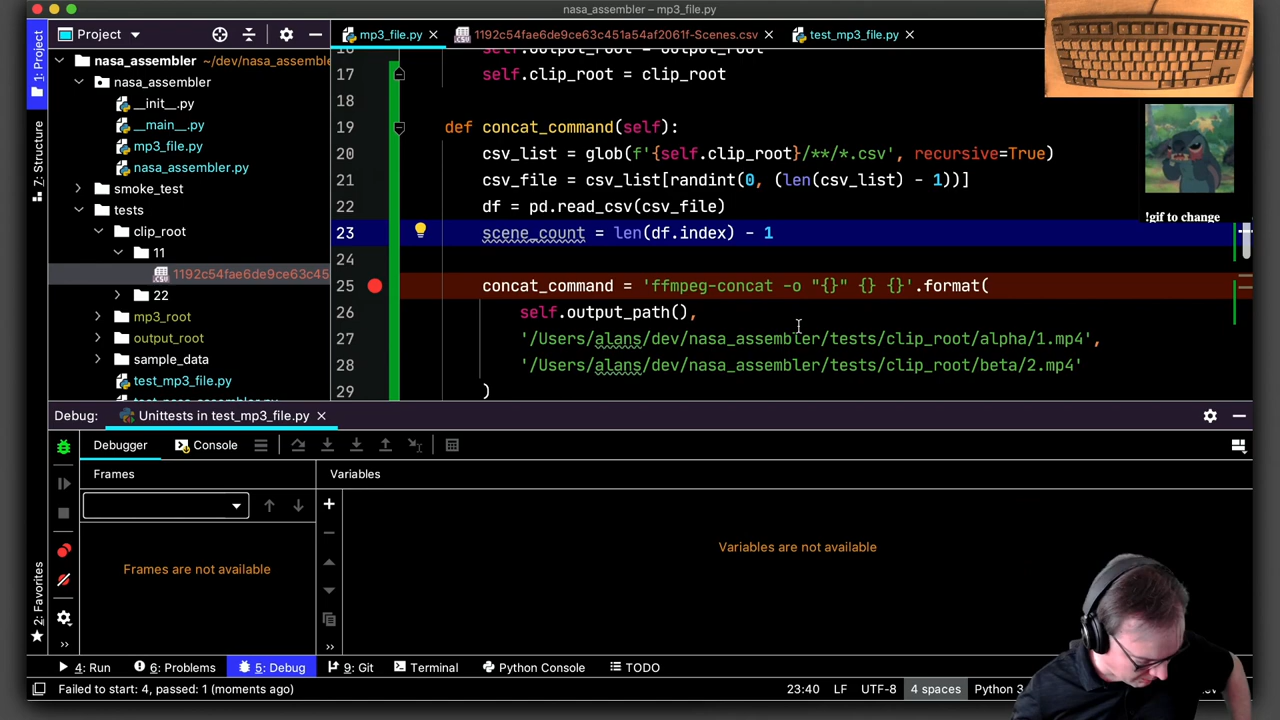 nasa_assembler – mp3_file.py
Project
mp3_file.py
1192c54fae6de9ce63c451a54af2061f-Scenes.csv
test_mp3_file.py
1: Project
7: Structure
2: Favorites
nasa_assembler ~/dev/nasa_assemble
nasa_assembler
__init__.py
__main__.py
mp3_file.py
nasa_assembler.py
smoke_test
tests
clip_root
11
1192c54fae6de9ce63c45
22
mp3_root
output_root
sample_data
test_mp3_file.py
17 self.clip_root = clip_root
18
19 def concat_command(self):
20 csv_list = glob(f'{self.clip_root}/**/*.csv', recursive=True)
21 csv_file = csv_list[randint(0, (len(csv_list) - 1))]
22 df = pd.read_csv(csv_file)
23 scene_count = len(df.index) - 1
24
25 concat_command = 'ffmpeg-concat -o "{}" {} {}'.format(
26 self.output_path(),
27 '/Users/alans/dev/nasa_assembler/tests/clip_root/alpha/1.mp4',
28 '/Users/alans/dev/nasa_assembler/tests/clip_root/beta/2.mp4'
29 )
!gif to change
Debug:
Unittests in test_mp3_file.py
Debugger
Console
Frames
Variables
Frames are not available
Variables are not available
4: Run
6: Problems
5: Debug
9: Git
Terminal
Python Console
TODO
Failed to start: 4, passed: 1 (moments ago)
23:40
LF
UTF-8
4 spaces
Python 3